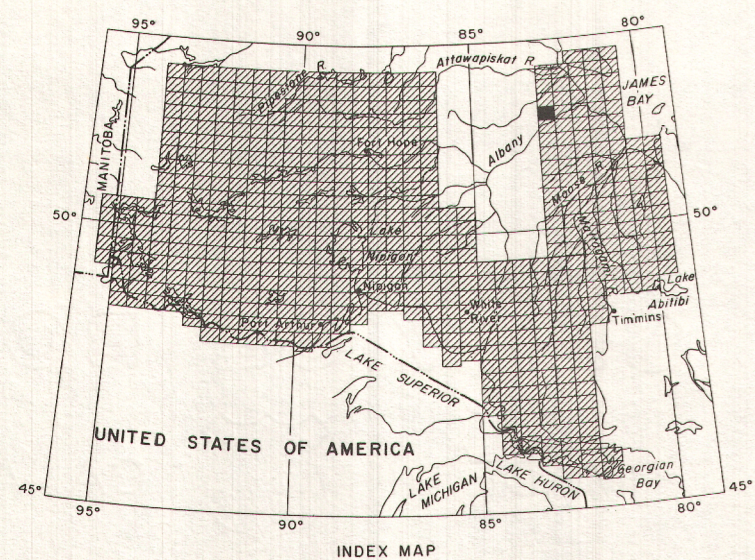 95°
90°
85°
80°
Attawapiskat R
Pipestone R
JAMES
BAY
MANITOBA
Fort Hope
Albany
Moose R
50°
50°
Lake
Nipigon
Mattagami
Nipigon
Lake
Abitibi
White
River
Timmins
Port Arthur
LAKE SUPERIOR
UNITED STATES OF AMERICA
Georgian
Bay
LAKE HURON
LAKE
MICHIGAN
45°
45°
95°
90°
85°
80°
INDEX MAP